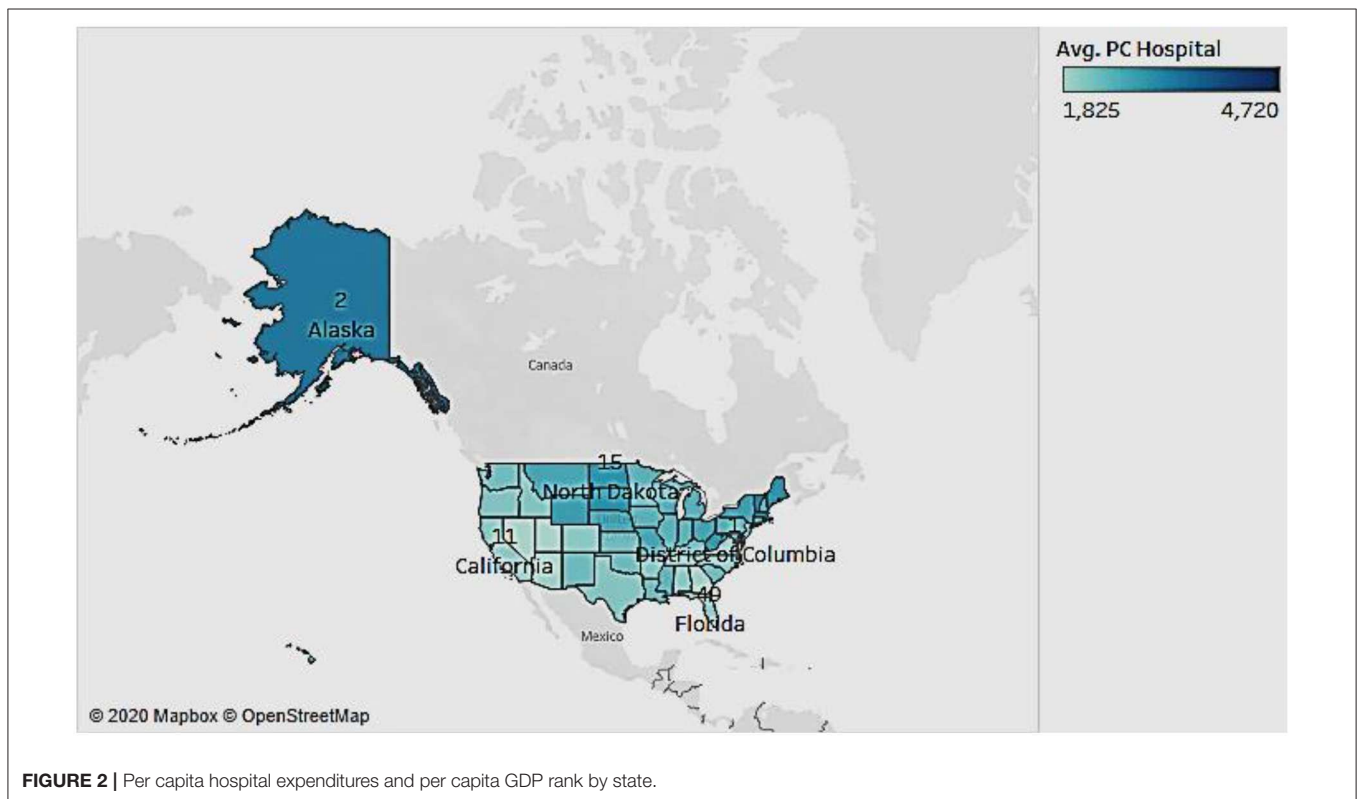 Avg. PC Hospital
1,825 4,720
2
Alaska
Canada
15
North Dakota
United
11
California
District of Columbia
Florida
Mexico
© 2020 Mapbox © OpenStreetMap
FIGURE 2 | Per capita hospital expenditures and per capita GDP rank by state.